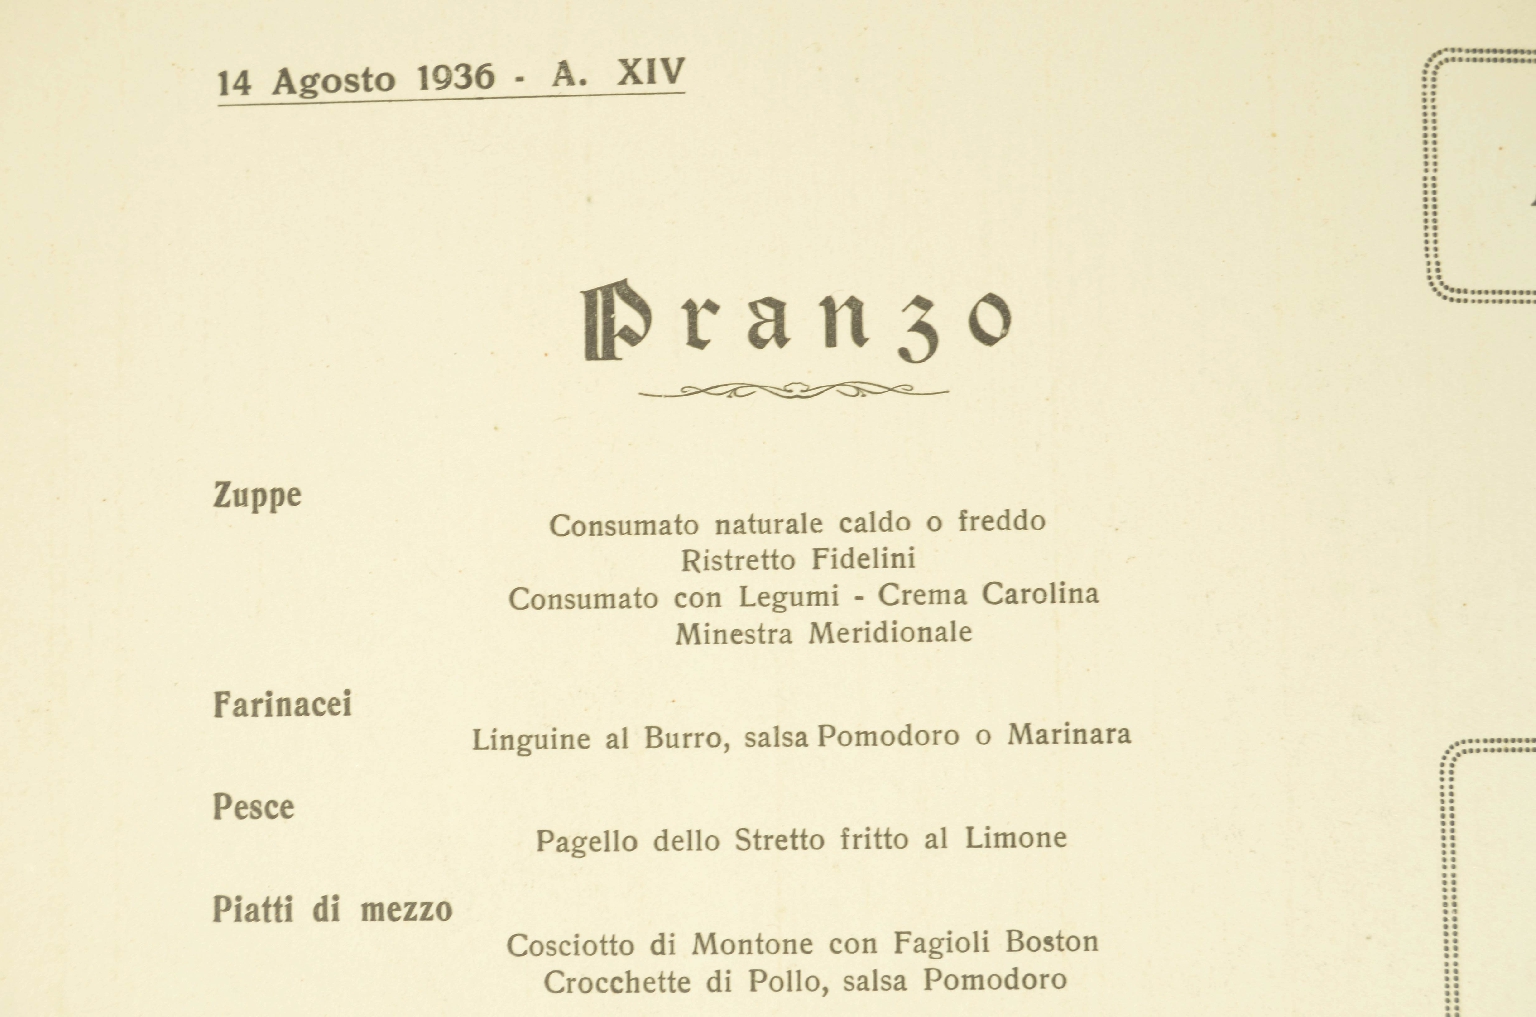 14 Agosto 1936 - A. XIV
Pranzo
Zuppe
Consumato naturale caldo o freddo
Ristretto Fidelini
Consumato con Legumi - Crema Carolina
Minestra Meridionale
Farinacei
Linguine al Burro, salsa Pomodoro o Marinara
Pesce
Pagello dello Stretto fritto al Limone
Piatti di mezzo
Cosciotto di Montone con Fagioli Boston
Crocchette di Pollo, salsa Pomodoro